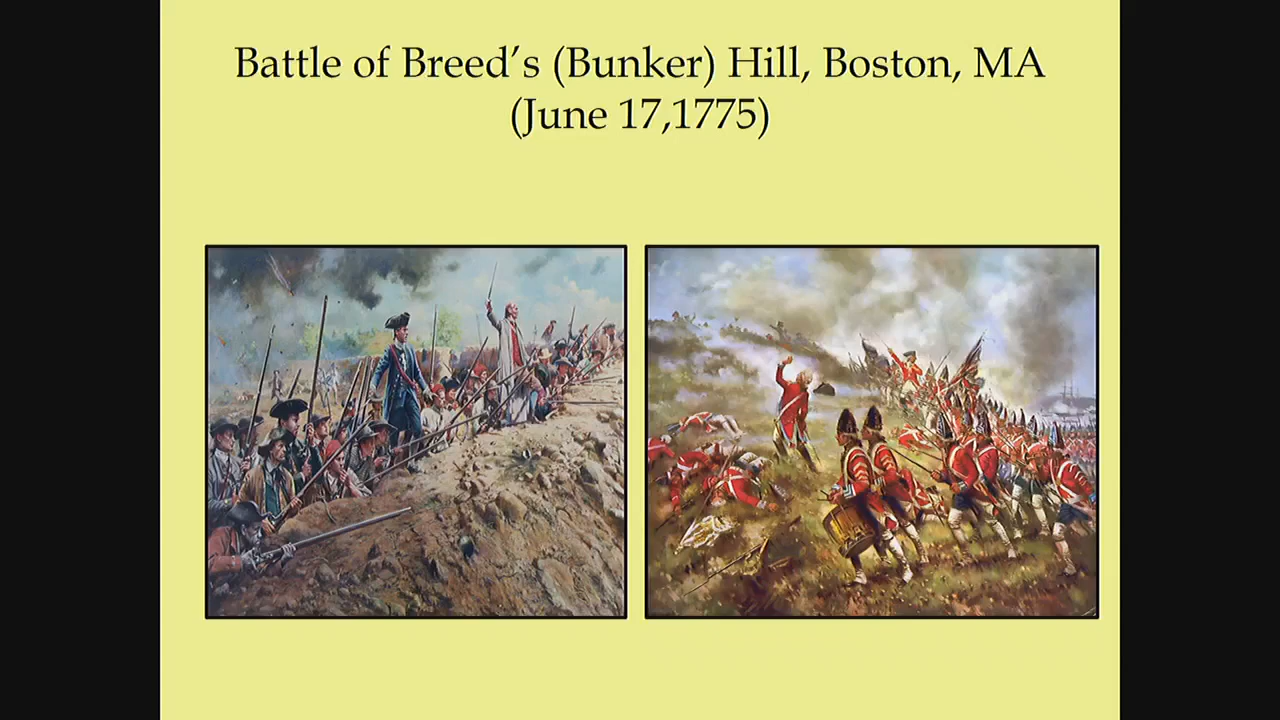 Battle of Breed’s (Bunker) Hill, Boston, MA
(June 17,1775)